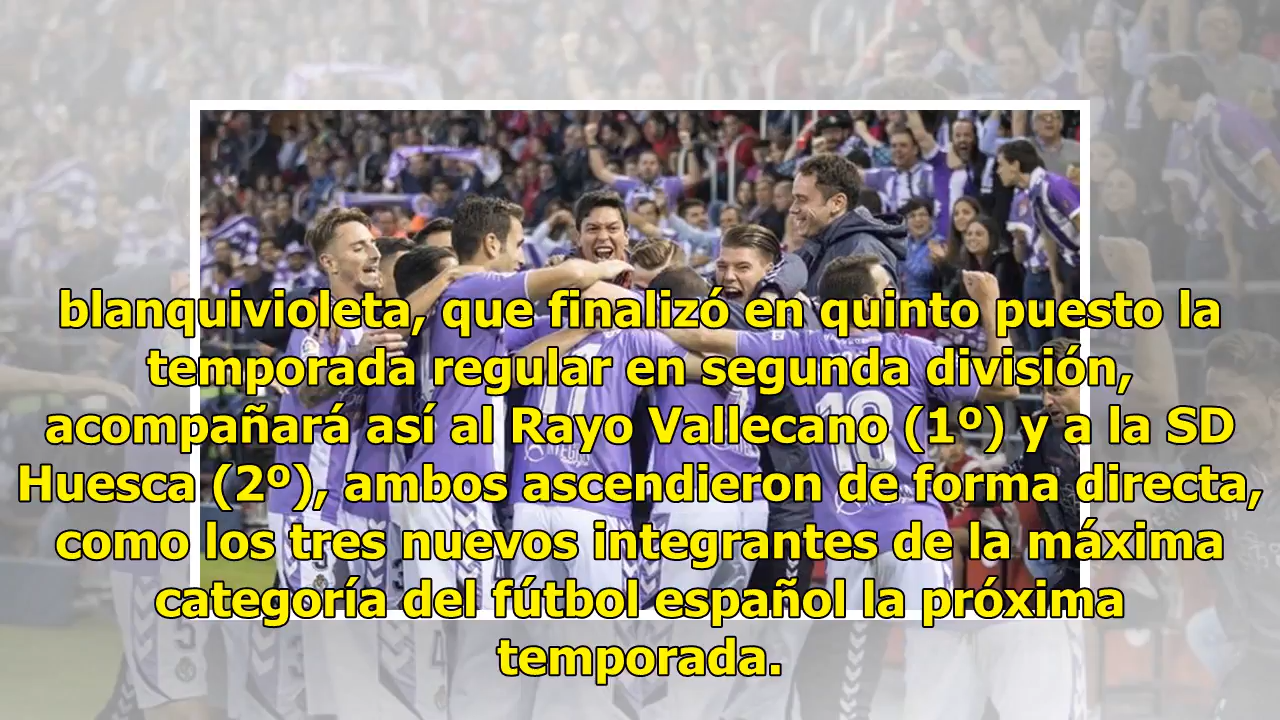 blanquivioleta, que finalizó en quinto puesto la
temporada regular en segunda división,
acompañará así al Rayo Vallecano (1º) y a la SD
Huesca (2º), ambos ascendieron de forma directa,
como los tres nuevos integrantes de la máxima
categoría del fútbol español la próxima
temporada.
18